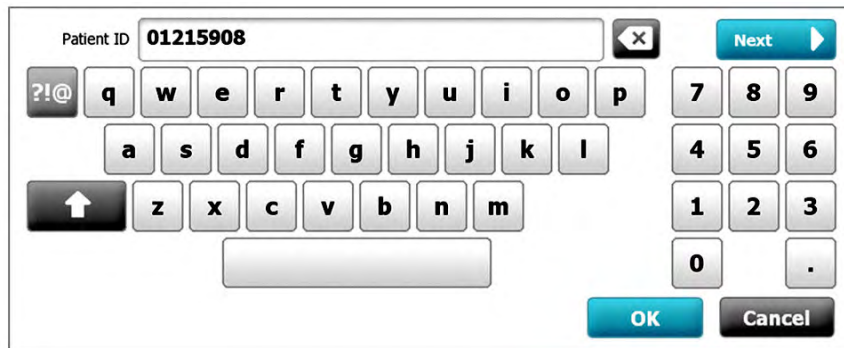 Patient ID 01215908 Next
?!@ q w e r t y u i o p 7 8 9
a s d f g h j k l 4 5 6
z x c v b n m 1 2 3
0 .
OK Cancel